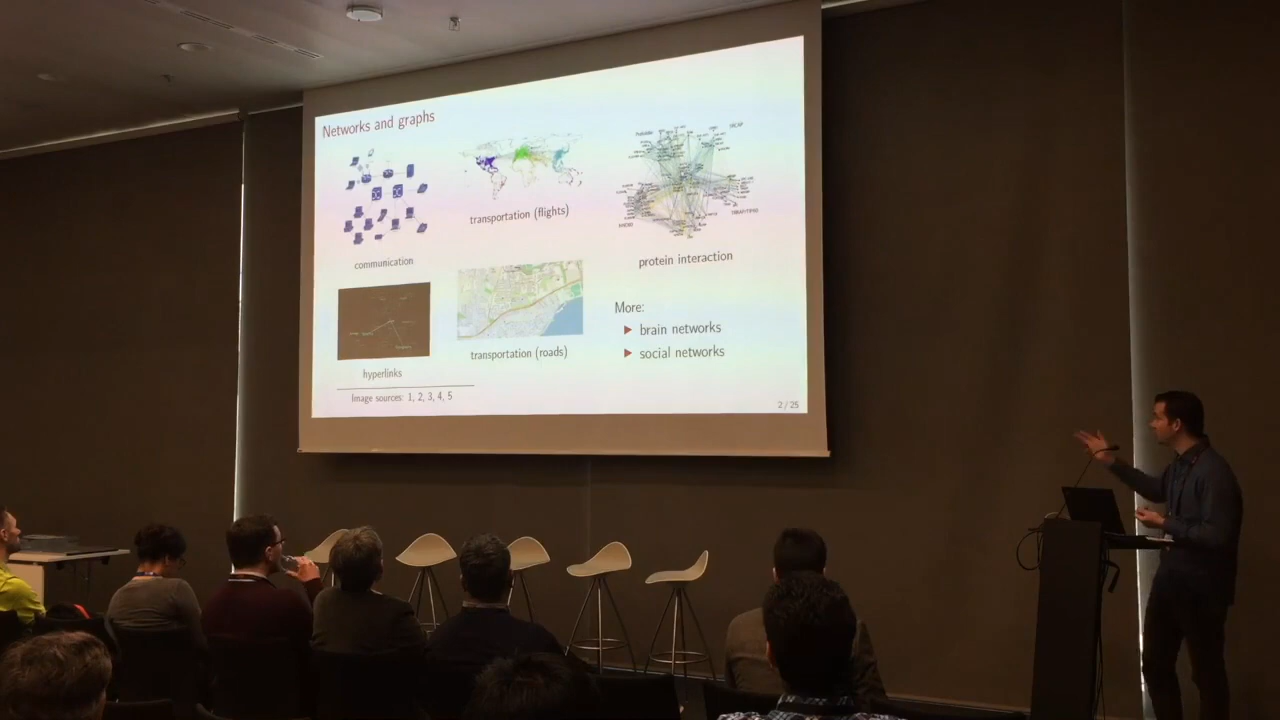 Networks and graphs
communication
transportation (flights)
protein interaction
hyperlinks
transportation (roads)
More:
▶ brain networks
▶ social networks
Image sources: 1, 2, 3, 4, 5
2 / 25